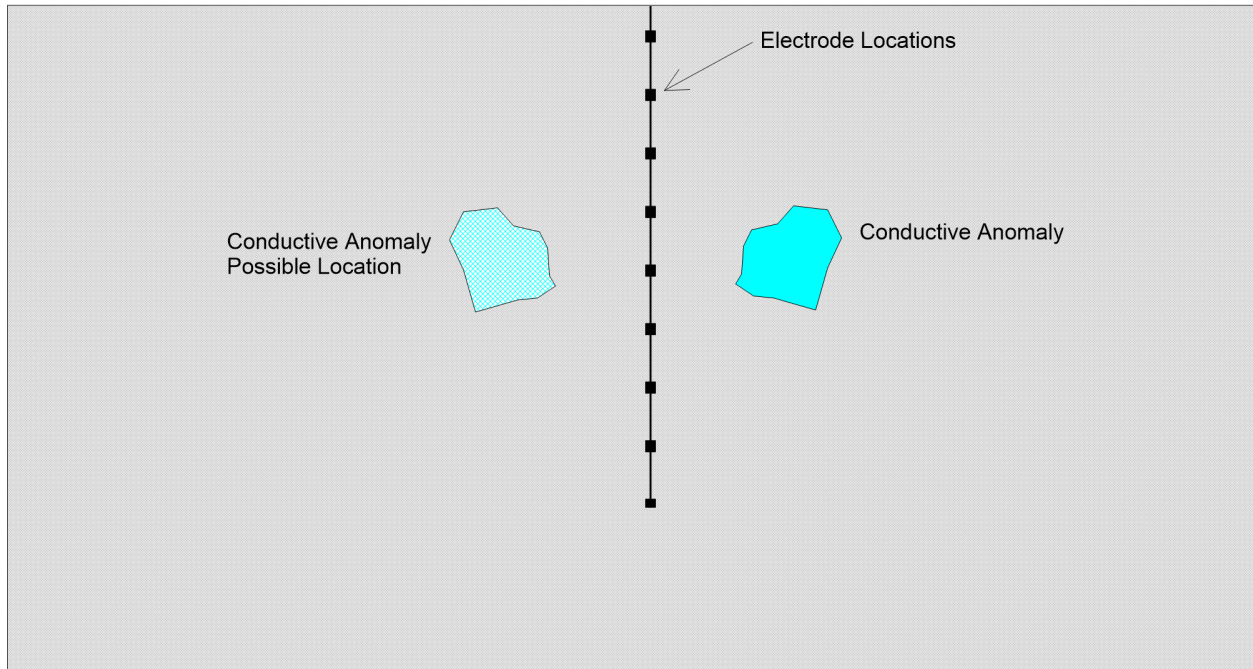 Electrode Locations
Conductive Anomaly
Possible Location
Conductive Anomaly